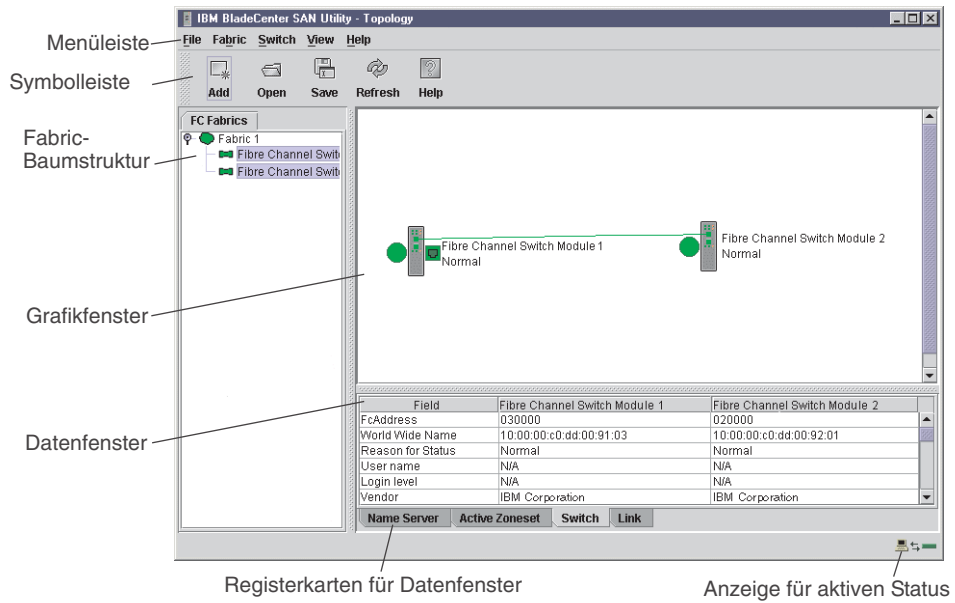 IBM BladeCenter SAN Utility - Topology
File Fabric Switch View Help
Menüleiste
Symbolleiste
Add Open Save Refresh Help
FC Fabrics
Fabric 1
Fibre Channel Swit
Fibre Channel Swit
Fabric-
Baumstruktur
Fibre Channel Switch Module 1
Normal
Fibre Channel Switch Module 2
Normal
Grafikfenster
Datenfenster
Field Fibre Channel Switch Module 1 Fibre Channel Switch Module 2
FcAddress 030000 020000
World Wide Name 10:00:00:c0:dd:00:91:03 10:00:00:c0:dd:00:92:01
Reason for Status Normal Normal
User name N/A N/A
Login level N/A N/A
Vendor IBM Corporation IBM Corporation
Name Server Active Zoneset Switch Link
Registerkarten für Datenfenster
Anzeige für aktiven Status